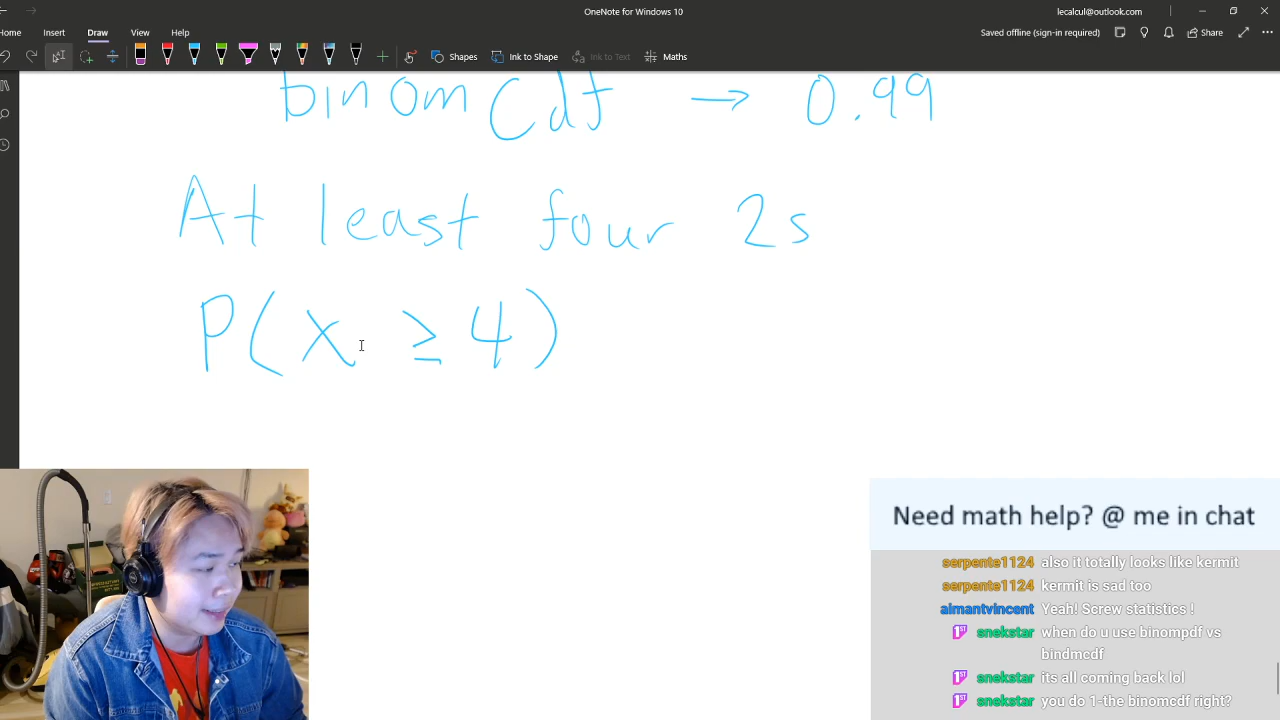 OneNote for Windows 10
lecalcul@outlook.com
Home Insert Draw View Help
Saved offline (sign-in required)
Share
Shapes
Ink to Shape
Ink to Text
Maths
binomcdf → 0.99
At least four 2s
P(X ≥ 4)
Need math help? @ me in chat
serpente1124 also it totally looks like kermit
serpente1124 kermit is sad too
aimantvincent Yeah! Screw statistics !
snekstar when do u use binompdf vs
bindmcdf
snekstar its all coming back lol
snekstar you do 1-the binomcdf right?